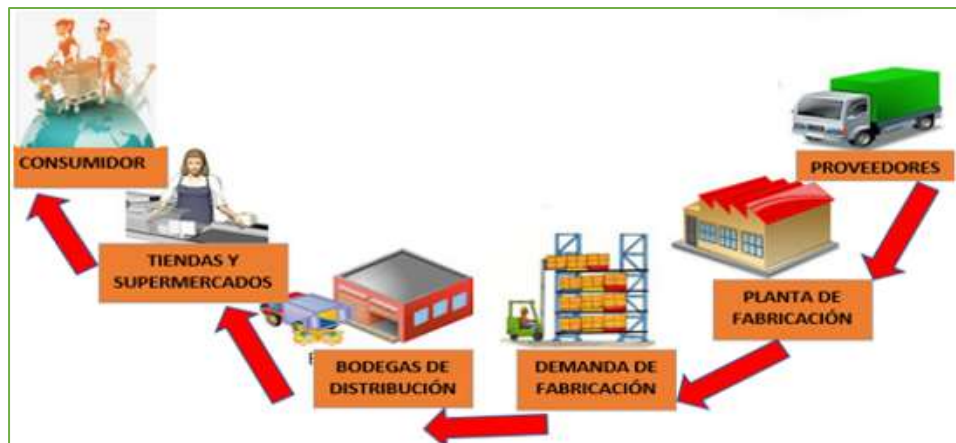 CONSUMIDOR
PROVEEDORES
TIENDAS Y
SUPERMERCADOS
PLANTA DE
FABRICACIÓN
BODEGAS DE
DISTRIBUCIÓN
DEMANDA DE
FABRICACIÓN